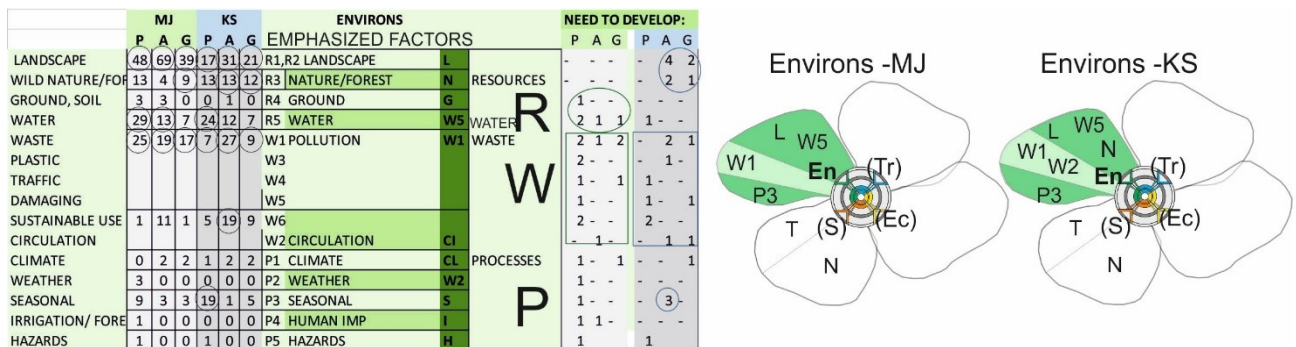 MJ KS ENVIRONS NEED TO DEVELOP:
P A G P A G EMPHASIZED FACTORS P A G P A G
LANDSCAPE 48 69 39 17 31 21 R1,R2 LANDSCAPE L - - - - 4 2
WILD NATURE/FOR 13 4 9 13 13 12 R3 NATURE/FOREST N RESOURCES - - - - 2 1
GROUND, SOIL 3 3 0 0 1 0 R4 GROUND G R 1 - - - - -
WATER 29 13 7 24 12 7 R5 WATER W5 WATER 2 1 1 1 - -
WASTE 25 19 17 7 27 9 W1 POLLUTION W1 WASTE 2 1 2 - 2 1
PLASTIC W3 2 - - - 1 -
TRAFFIC W4 W 1 - 1 1 - -
DAMAGING W5 1 - - 1 - 1
SUSTAINABLE USE 1 11 1 5 19 9 W6 2 - - 2 - -
CIRCULATION W2 CIRCULATION CI - 1 - - 1 1
CLIMATE 0 2 2 1 2 2 P1 CLIMATE CL PROCESSES 1 - 1 - - 1
WEATHER 3 0 0 0 0 0 P2 WEATHER W2 1 - -
SEASONAL 9 3 3 19 1 5 P3 SEASONAL S P 1 - - - 3 -
IRRIGATION/ FORE 1 0 0 0 0 0 P4 HUMAN IMP I 1 1 - - - -
HAZARDS 1 0 0 1 0 0 P5 HAZARDS H 1 1
Environs -MJ
L W5
W1
En (Tr)
P3
T (S) (Ec)
N
Environs -KS
L W5
W1 N
W2
En (Tr)
P3
T (S) (Ec)
N